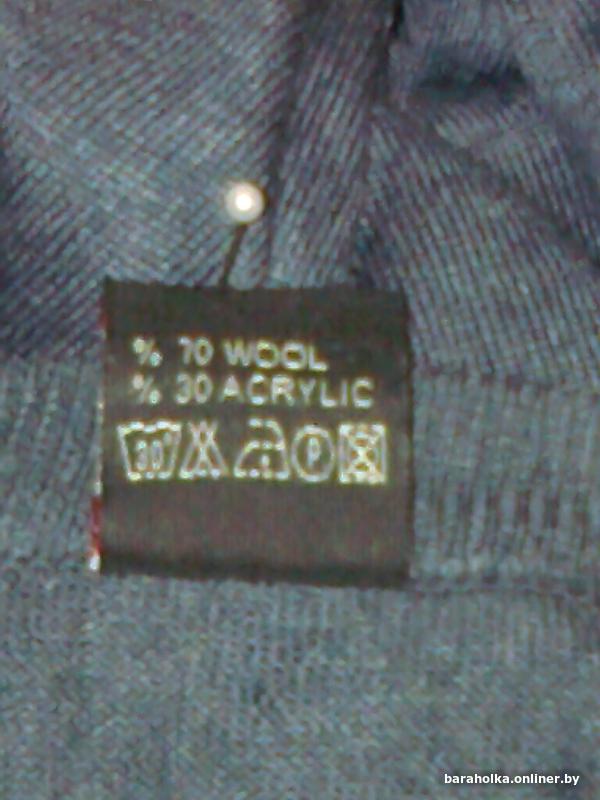 % 70 WOOL
% 30 ACRYLIC
30° P
baraholka.onliner.by